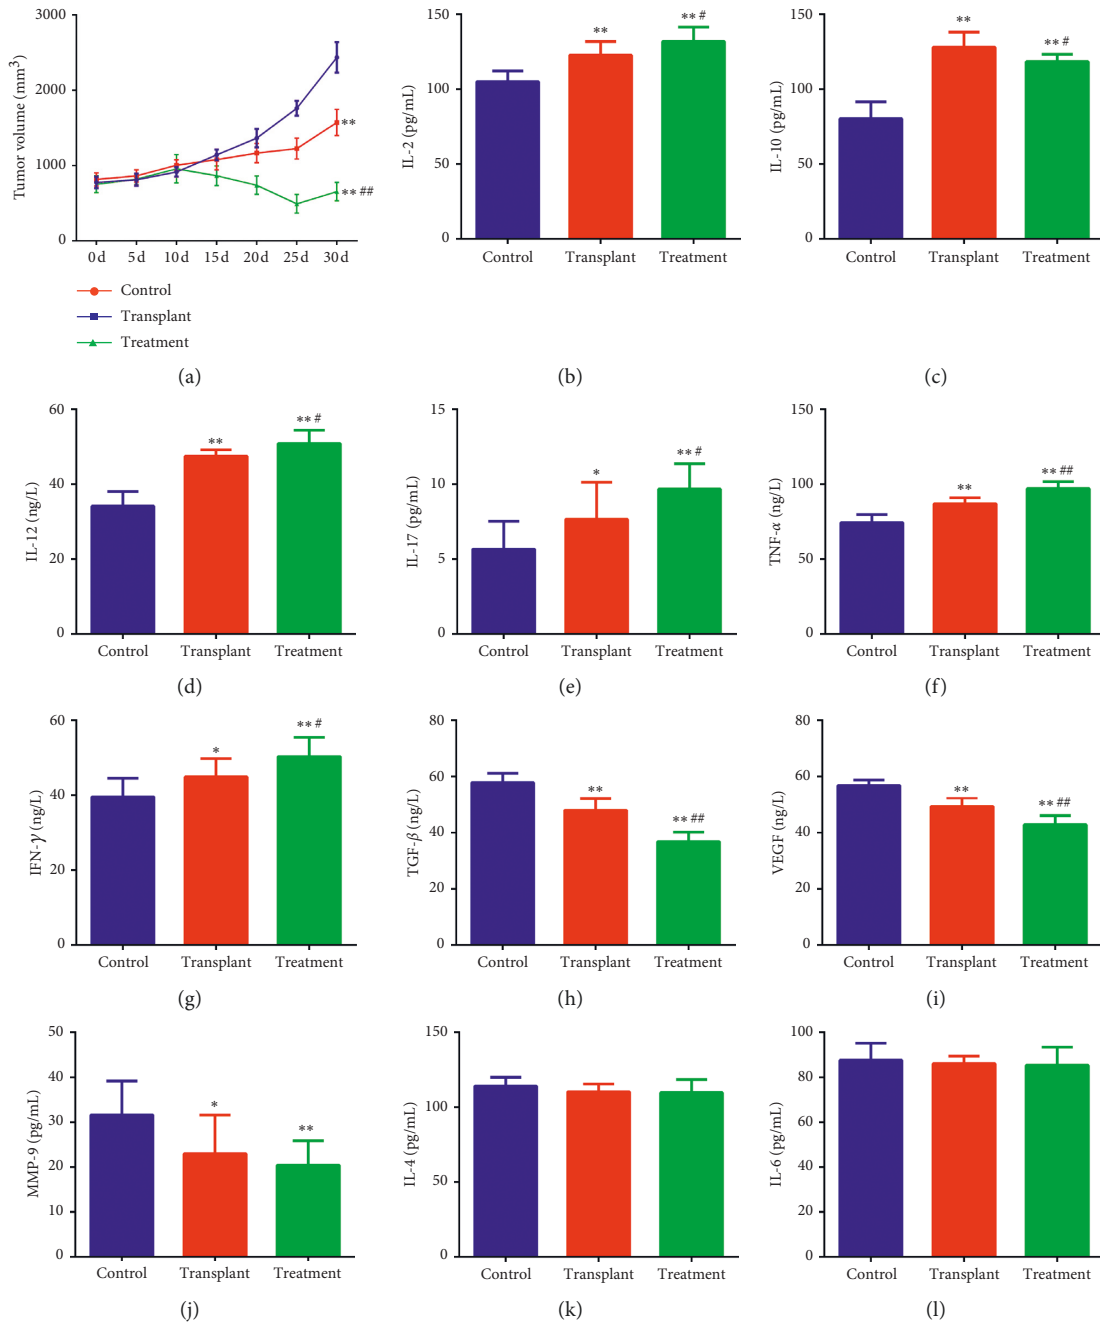 3000
2000
1000
0
Tumor volume (mm³)
**
** ##
0 d 5 d 10 d 15 d 20 d 25 d 30 d
Control
Transplant
Treatment
(a)
150
100
50
0
IL-2 (pg/mL)
**
** #
Control Transplant Treatment
(b)
150
100
50
0
IL-10 (pg/mL)
**
** #
Control Transplant Treatment
(c)
60
40
20
0
IL-12 (ng/L)
**
** #
Control Transplant Treatment
(d)
15
10
5
0
IL-17 (pg/mL)
*
** #
Control Transplant Treatment
(e)
150
100
50
0
TNF-α (ng/L)
**
** ##
Control Transplant Treatment
(f)
60
40
20
0
IFN-γ (ng/L)
*
** #
Control Transplant Treatment
(g)
80
60
40
20
0
TGF-β (ng/L)
**
** ##
Control Transplant Treatment
(h)
80
60
40
20
0
VEGF (ng/L)
**
** ##
Control Transplant Treatment
(i)
50
40
30
20
10
0
MMP-9 (pg/mL)
*
**
Control Transplant Treatment
(j)
150
100
50
0
IL-4 (pg/mL)
Control Transplant Treatment
(k)
100
80
60
40
20
0
IL-6 (pg/mL)
Control Transplant Treatment
(l)